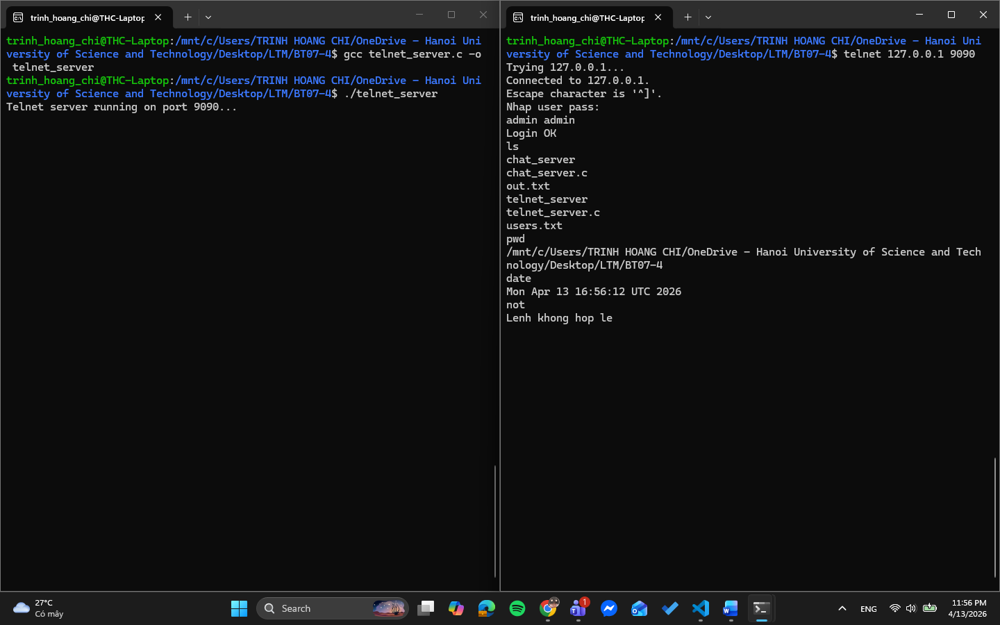 trinh_hoang_chi@THC-Laptop
trinh_hoang_chi@THC-Laptop:/mnt/c/Users/TRINH HOANG CHI/OneDrive - Hanoi Uni
versity of Science and Technology/Desktop/LTM/BT07-4$ gcc telnet_server.c -o
telnet_server
trinh_hoang_chi@THC-Laptop:/mnt/c/Users/TRINH HOANG CHI/OneDrive - Hanoi Uni
versity of Science and Technology/Desktop/LTM/BT07-4$ ./telnet_server
Telnet server running on port 9090...
trinh_hoang_chi@THC-Laptop
trinh_hoang_chi@THC-Laptop:/mnt/c/Users/TRINH HOANG CHI/OneDrive - Hanoi Uni
versity of Science and Technology/Desktop/LTM/BT07-4$ telnet 127.0.0.1 9090
Trying 127.0.0.1...
Connected to 127.0.0.1.
Escape character is '^]'.
Nhap user pass:
admin admin
Login OK
ls
chat_server
chat_server.c
out.txt
telnet_server
telnet_server.c
users.txt
pwd
/mnt/c/Users/TRINH HOANG CHI/OneDrive - Hanoi University of Science and Tech
nology/Desktop/LTM/BT07-4
date
Mon Apr 13 16:56:12 UTC 2026
not
Lenh khong hop le
27°C
Có mây
Search
1
ENG
11:56 PM
4/13/2026